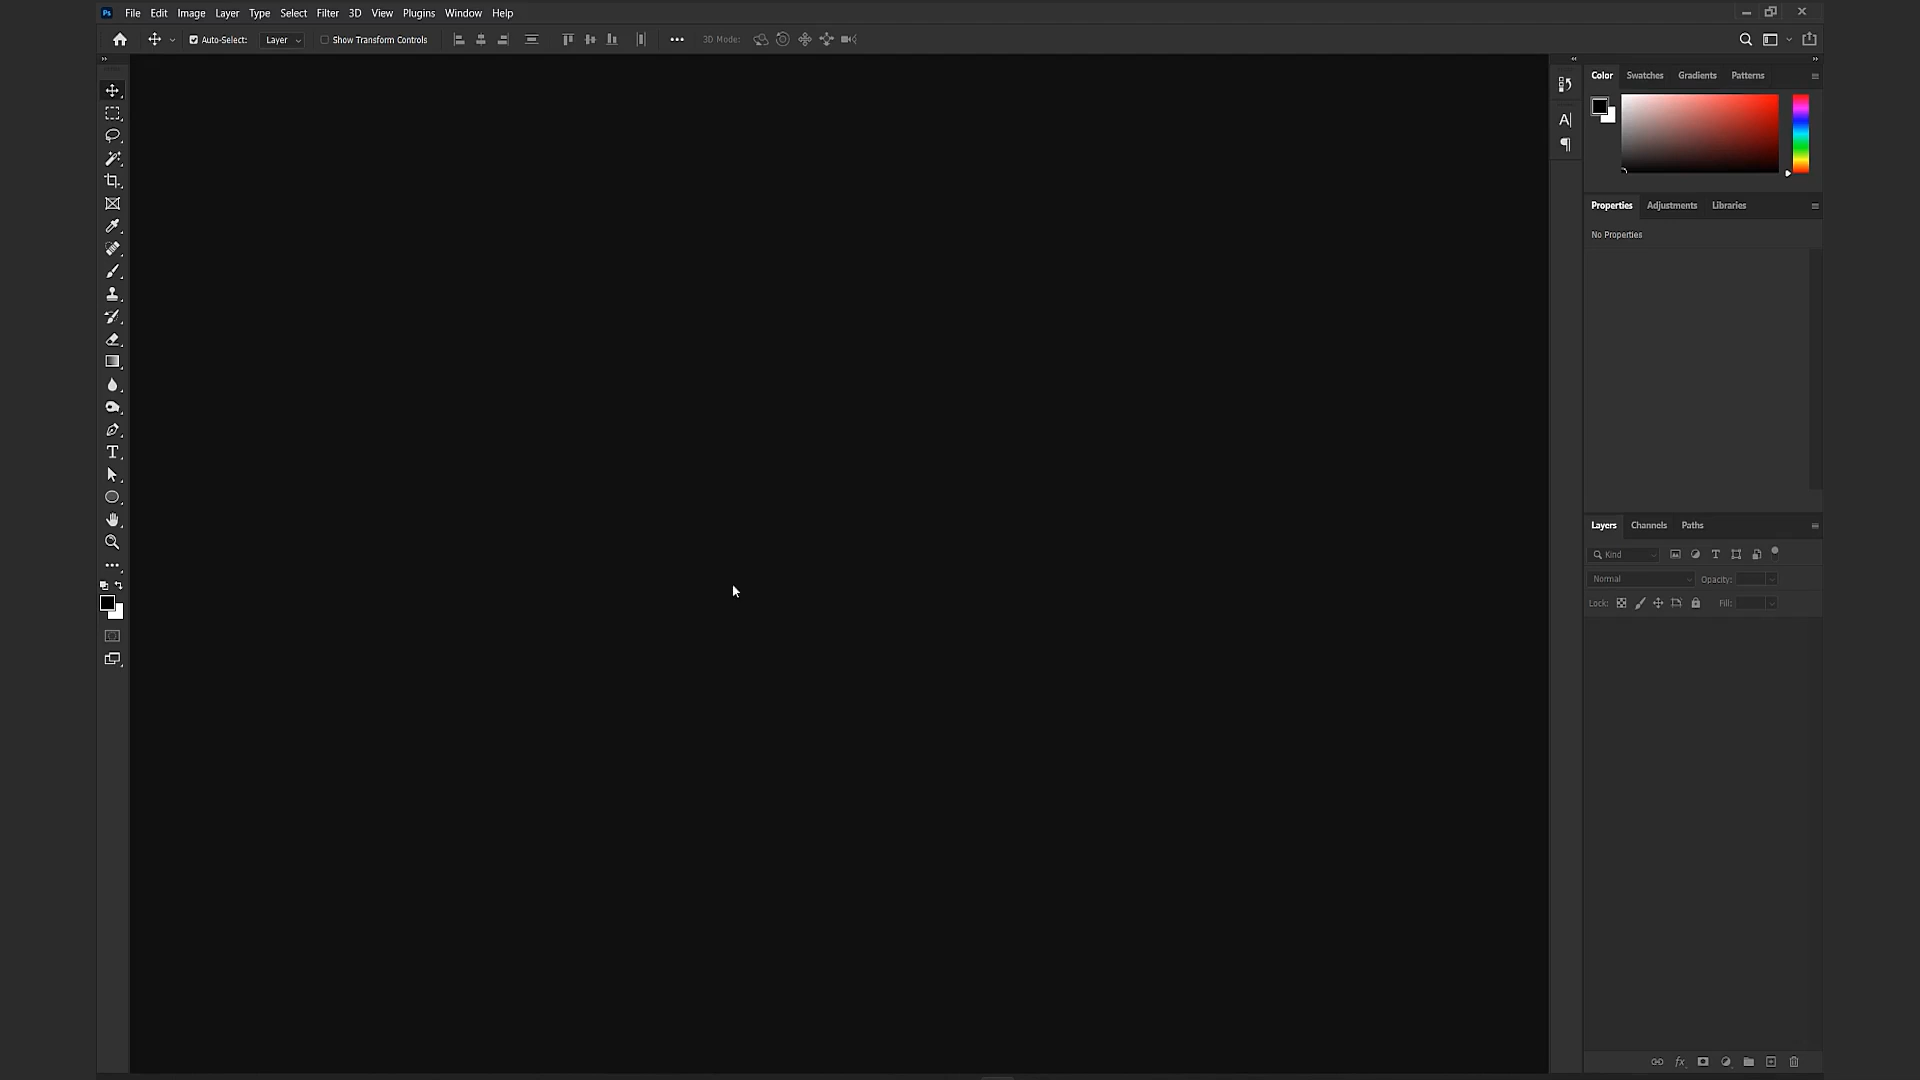 Ps File Edit Image Layer Type Select Filter 3D View Plugins Window Help
Auto-Select: Layer Show Transform Controls 3D Mode:
Color Swatches Gradients Patterns
Properties Adjustments Libraries
No Properties
Layers Channels Paths
Kind
Normal Opacity:
Lock: Fill: